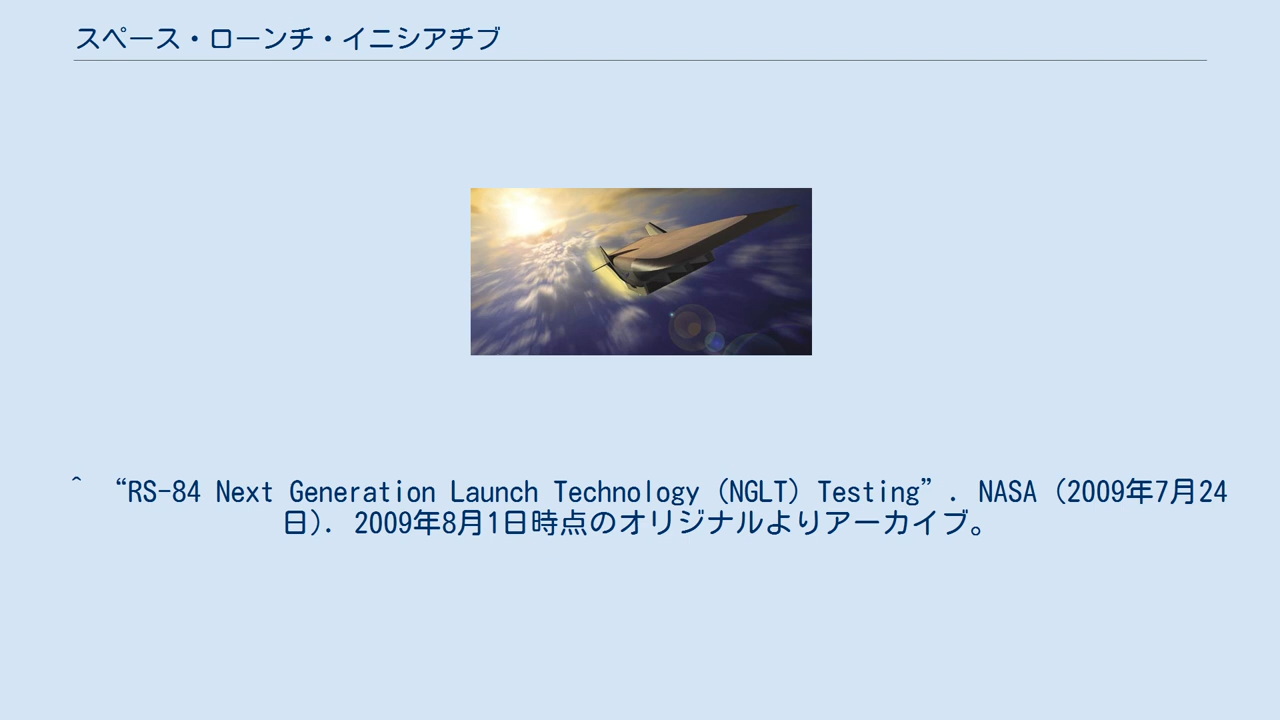 スペース・ローンチ・イニシアチブ
^ “RS-84 Next Generation Launch Technology (NGLT) Testing”. NASA (2009年7月24
日). 2009年8月1日時点のオリジナルよりアーカイブ。